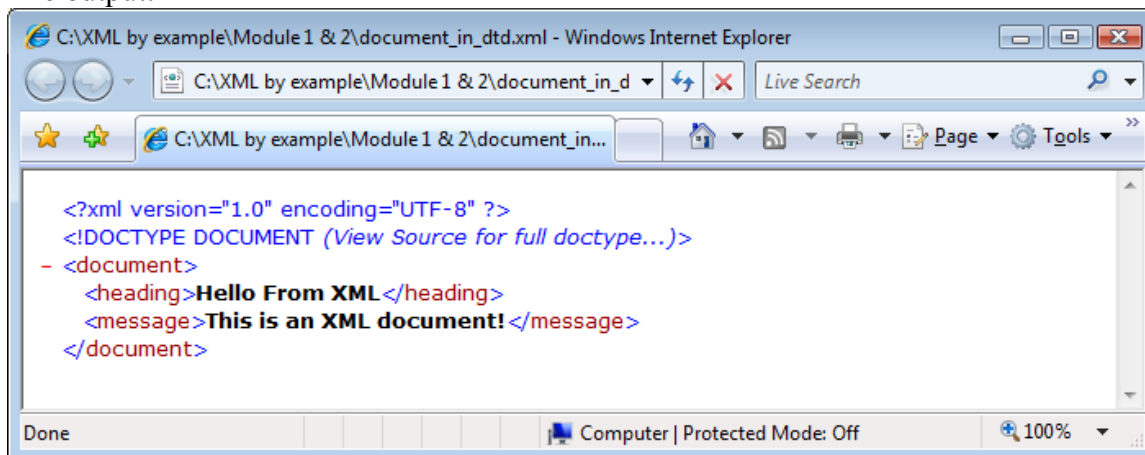 C:\XML by example\Module 1 & 2\document_in_dtd.xml - Windows Internet Explorer
C:\XML by example\Module 1 & 2\document_in_d
Live Search
C:\XML by example\Module 1 & 2\document_in...
Page
Tools
<?xml version="1.0" encoding="UTF-8" ?>
<!DOCTYPE DOCUMENT (View Source for full doctype...)>
- <document>
<heading>Hello From XML</heading>
<message>This is an XML document!</message>
</document>
Done
Computer | Protected Mode: Off
100%